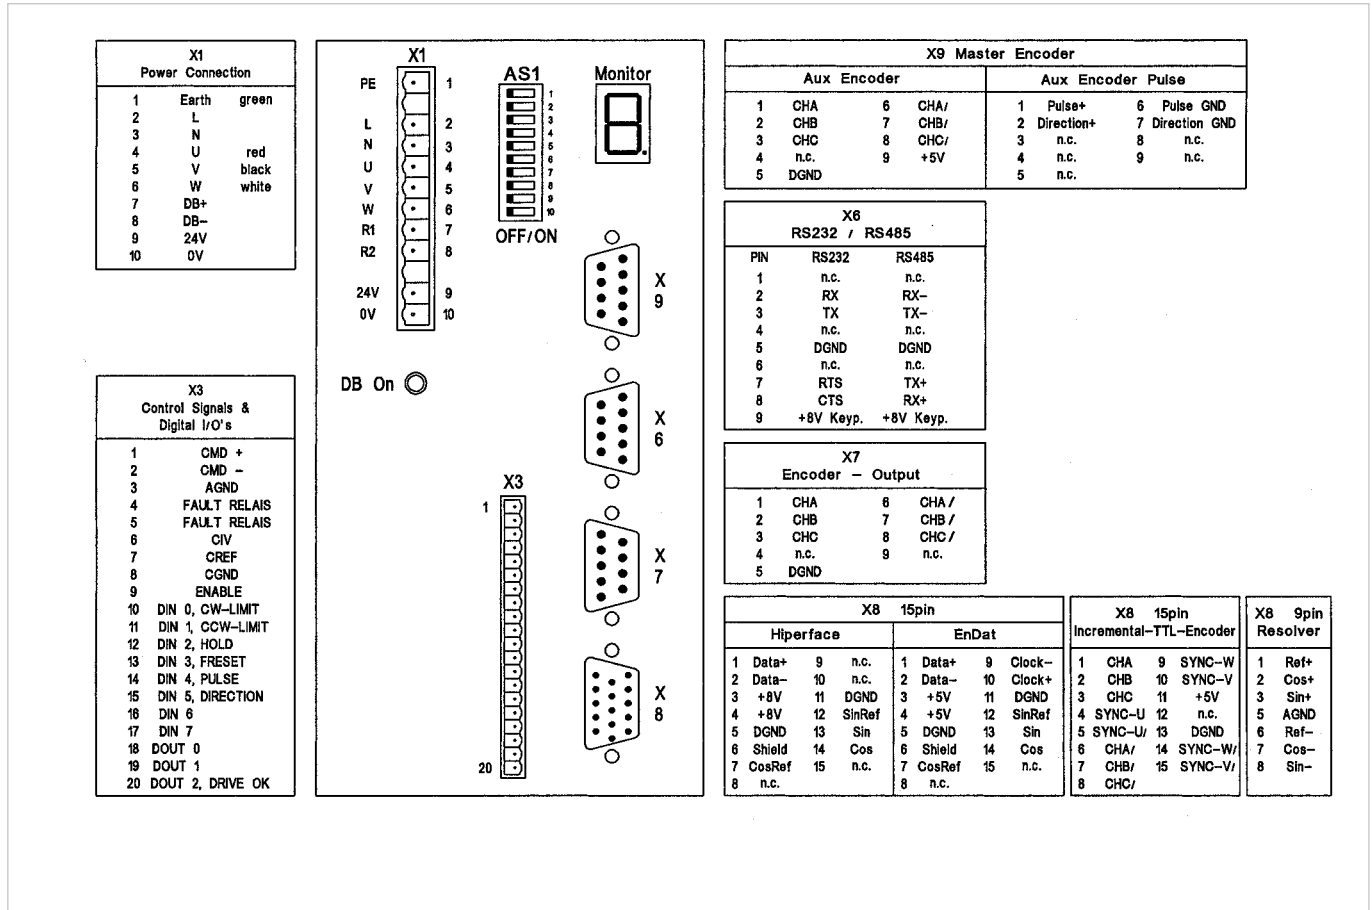 X1
Power Connection
1 Earth green
2 L
3 N
4 U red
5 V black
6 W white
7 DB+
8 DB–
9 24V
10 0V
X3
Control Signals &
Digital I/O's
1 CMD +
2 CMD –
3 AGND
4 FAULT RELAIS
5 FAULT RELAIS
6 CIV
7 CREF
8 CGND
9 ENABLE
10 DIN 0, CW–LIMIT
11 DIN 1, CCW–LIMIT
12 DIN 2, HOLD
13 DIN 3, FRESET
14 DIN 4, PULSE
15 DIN 5, DIRECTION
16 DIN 6
17 DIN 7
18 DOUT 0
19 DOUT 1
20 DOUT 2, DRIVE OK
X1
PE 1
L 2
N 3
U 4
V 5
W 6
R1 7
R2 8
24V 9
0V 10
AS1
1
2
3
4
5
6
7
8
9
10
OFF/ON
Monitor
8.
X
9
DB On
X
6
X3
1
20
X
7
X
8
X9 Master Encoder
Aux Encoder
1 CHA 6 CHA/
2 CHB 7 CHB/
3 CHC 8 CHC/
4 n.c. 9 +5V
5 DGND
Aux Encoder Pulse
1 Pulse+ 6 Pulse GND
2 Direction+ 7 Direction GND
3 n.c. 8 n.c.
4 n.c. 9 n.c.
5 n.c.
X6
RS232 / RS485
PIN RS232 RS485
1 n.c. n.c.
2 RX RX–
3 TX TX–
4 n.c. n.c.
5 DGND DGND
6 n.c. n.c.
7 RTS TX+
8 CTS RX+
9 +8V Keyp. +8V Keyp.
X7
Encoder – Output
1 CHA 6 CHA/
2 CHB 7 CHB/
3 CHC 8 CHC/
4 n.c. 9 n.c.
5 DGND
X8 15pin
Hiperface
1 Data+ 9 n.c.
2 Data– 10 n.c.
3 +8V 11 DGND
4 +8V 12 SinRef
5 DGND 13 Sin
6 Shield 14 Cos
7 CosRef 15 n.c.
8 n.c.
EnDat
1 Data+ 9 Clock–
2 Data– 10 Clock+
3 +5V 11 DGND
4 +5V 12 SinRef
5 DGND 13 Sin
6 Shield 14 Cos
7 CosRef 15 n.c.
8 n.c.
X8 15pin
Incremental–TTL–Encoder
1 CHA 9 SYNC–W
2 CHB 10 SYNC–V
3 CHC 11 +5V
4 SYNC–U 12 n.c.
5 SYNC–U/ 13 DGND
6 CHA/ 14 SYNC–W/
7 CHB/ 15 SYNC–V/
8 CHC/
X8 9pin
Resolver
1 Ref+
2 Cos+
3 Sin+
5 AGND
6 Ref–
7 Cos–
8 Sin–